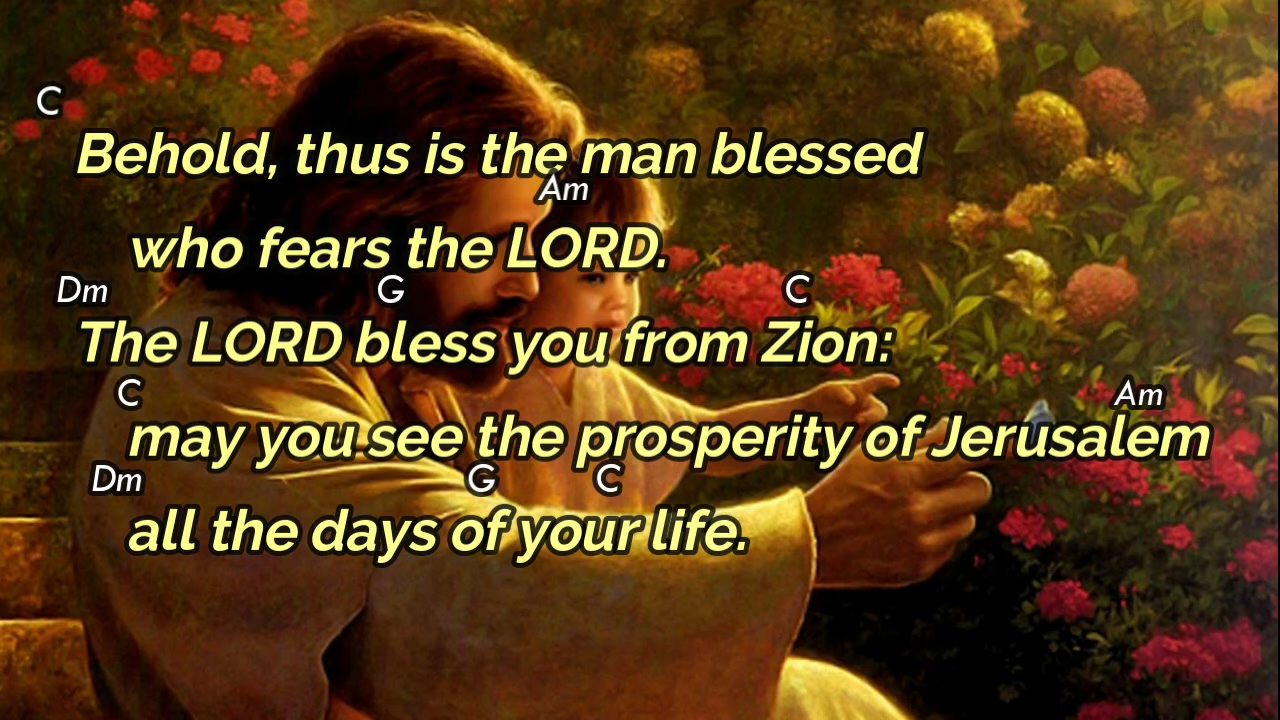 C
Behold, thus is the man blessed
Am
who fears the LORD.
Dm G C
The LORD bless you from Zion:
C Am
may you see the prosperity of Jerusalem
Dm G C
all the days of your life.